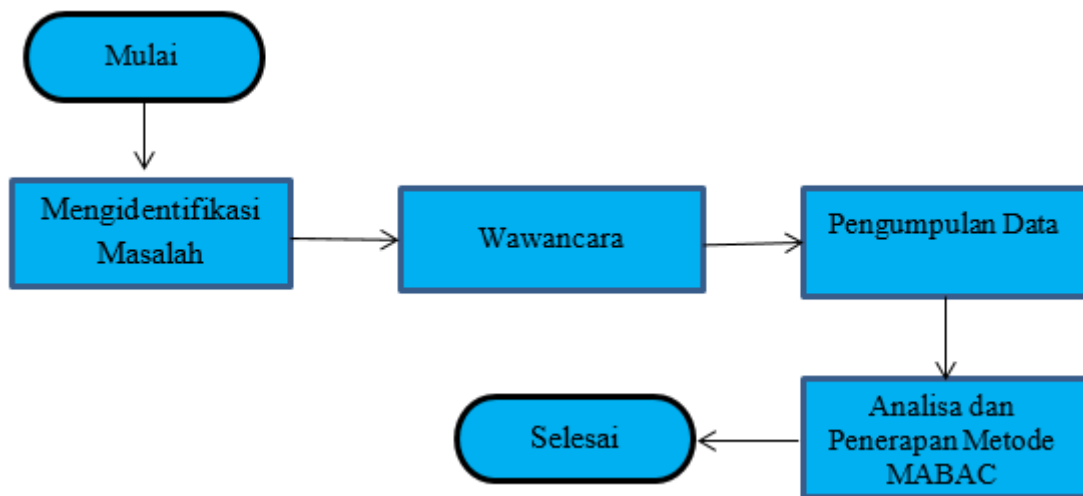 Mulai
Mengidentifikasi
Masalah
Wawancara
Pengumpulan Data
Analisa dan
Penerapan Metode
MABAC
Selesai